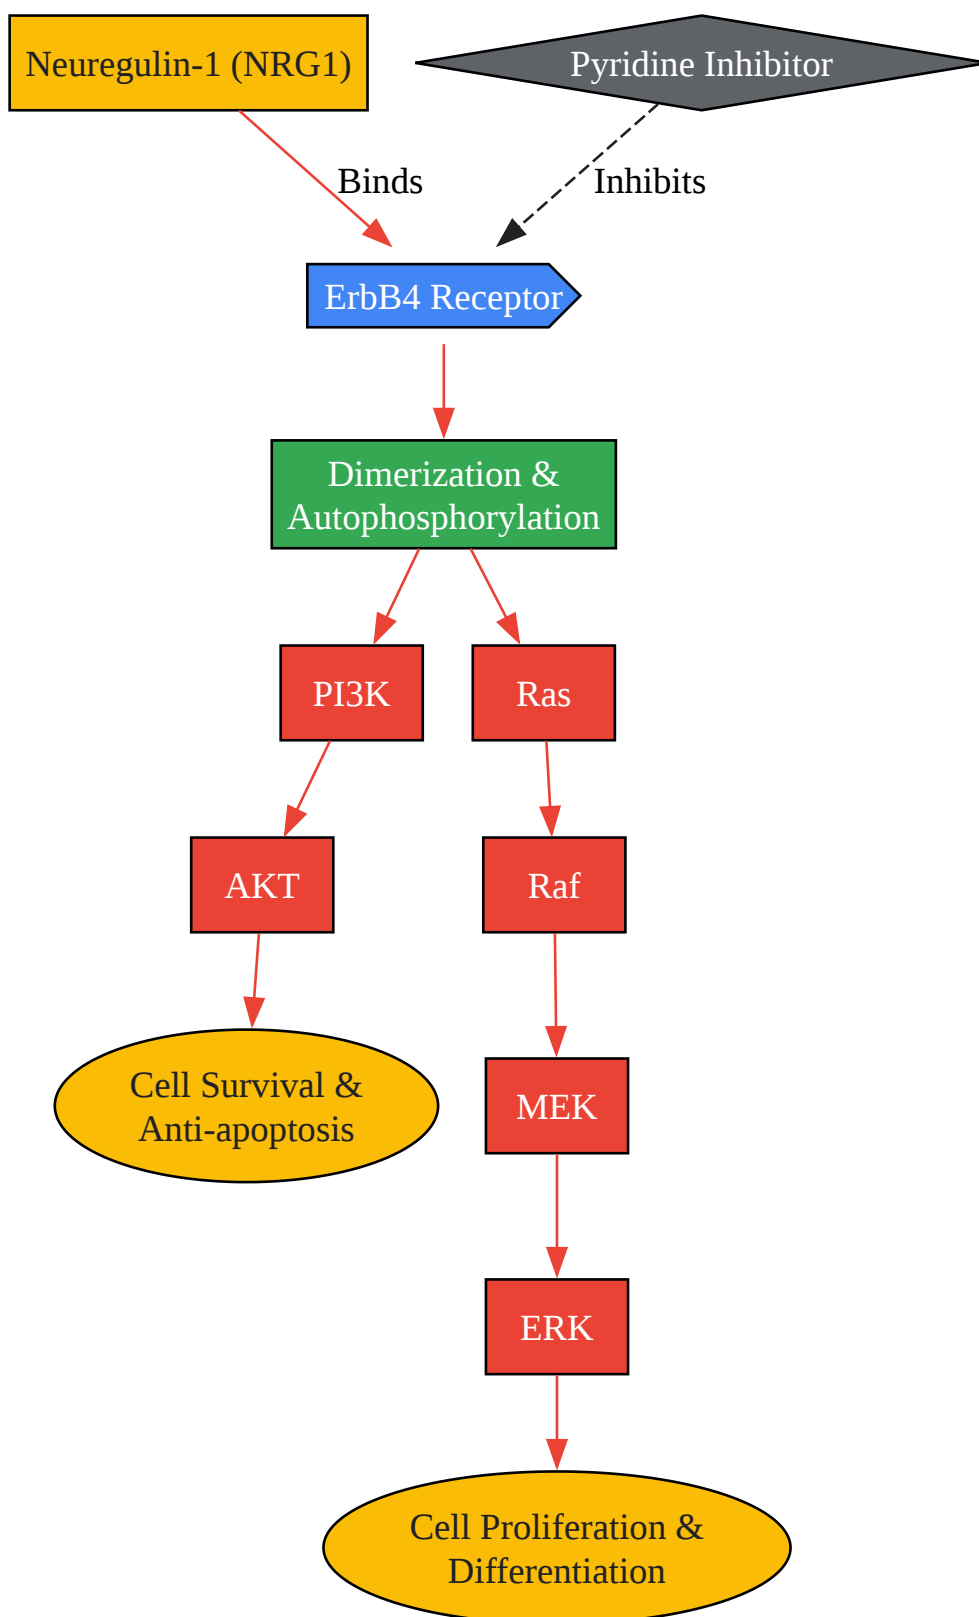 Neuregulin-1 (NRG1)
Pyridine Inhibitor
Binds
Inhibits
ErbB4 Receptor
Dimerization &
Autophosphorylation
PI3K
Ras
AKT
Raf
Cell Survival &
Anti-apoptosis
MEK
ERK
Cell Proliferation &
Differentiation